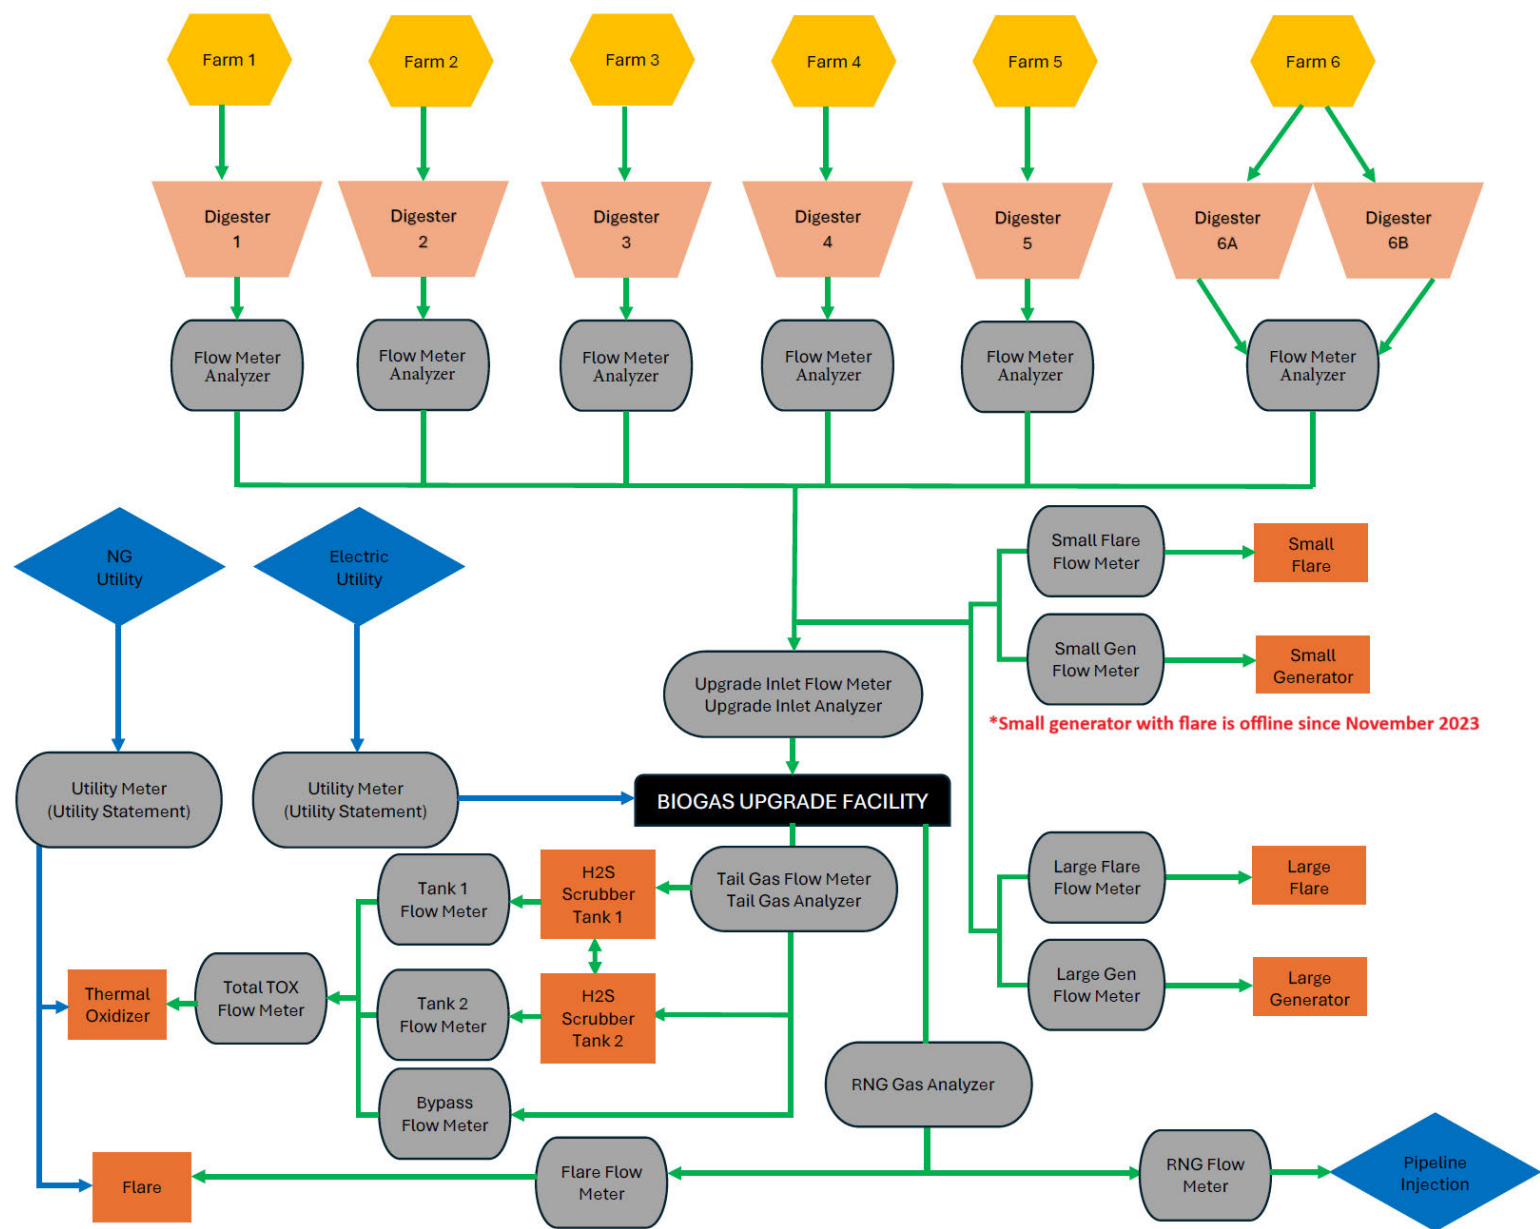 Farm 1
Farm 2
Farm 3
Farm 4
Farm 5
Farm 6
Digester
1
Digester
2
Digester
3
Digester
4
Digester
5
Digester
6A
Digester
6B
Flow Meter
Analyzer
Flow Meter
Analyzer
Flow Meter
Analyzer
Flow Meter
Analyzer
Flow Meter
Analyzer
Flow Meter
Analyzer
NG
Utility
Electric
Utility
Small Flare
Flow Meter
Small
Flare
Small Gen
Flow Meter
Small
Generator
Upgrade Inlet Flow Meter
Upgrade Inlet Analyzer
*Small generator with flare is offline since November 2023
Utility Meter
(Utility Statement)
Utility Meter
(Utility Statement)
BIOGAS UPGRADE FACILITY
Tank 1
Flow Meter
H2S
Scrubber
Tank 1
Tail Gas Flow Meter
Tail Gas Analyzer
Large Flare
Flow Meter
Large
Flare
Thermal
Oxidizer
Total TOX
Flow Meter
Tank 2
Flow Meter
H2S
Scrubber
Tank 2
Large Gen
Flow Meter
Large
Generator
RNG Gas Analyzer
Bypass
Flow Meter
Flare
Flare Flow
Meter
RNG Flow
Meter
Pipeline
Injection